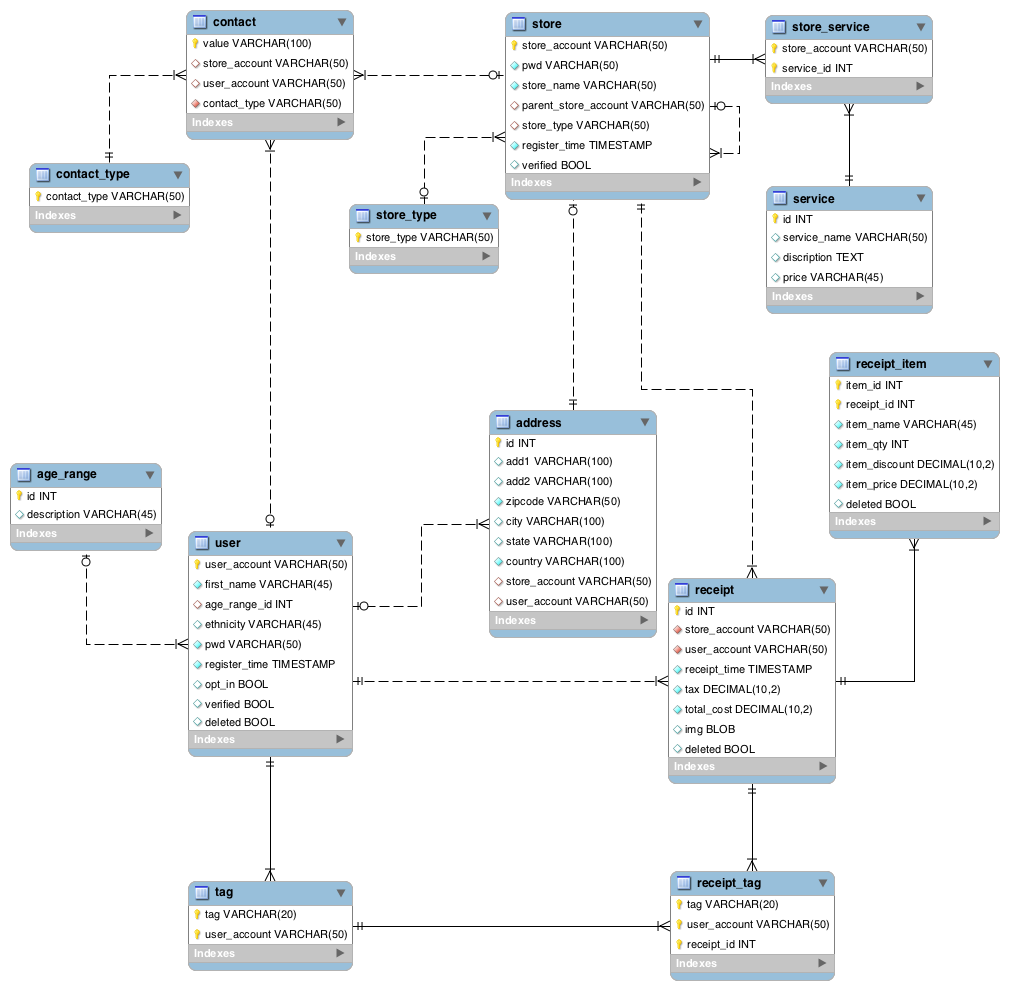 contact
value VARCHAR(100)
store_account VARCHAR(50)
user_account VARCHAR(50)
contact_type VARCHAR(50)
Indexes
store
store_account VARCHAR(50)
pwd VARCHAR(50)
store_name VARCHAR(50)
parent_store_account VARCHAR(50)
store_type VARCHAR(50)
register_time TIMESTAMP
verified BOOL
Indexes
store_service
store_account VARCHAR(50)
service_id INT
Indexes
contact_type
contact_type VARCHAR(50)
Indexes
store_type
store_type VARCHAR(50)
Indexes
service
id INT
service_name VARCHAR(50)
discription TEXT
price VARCHAR(45)
Indexes
receipt_item
item_id INT
receipt_id INT
item_name VARCHAR(45)
item_qty INT
item_discount DECIMAL(10,2)
item_price DECIMAL(10,2)
deleted BOOL
Indexes
address
id INT
add1 VARCHAR(100)
add2 VARCHAR(100)
zipcode VARCHAR(50)
city VARCHAR(100)
state VARCHAR(100)
country VARCHAR(100)
store_account VARCHAR(50)
user_account VARCHAR(50)
Indexes
age_range
id INT
description VARCHAR(45)
Indexes
user
user_account VARCHAR(50)
first_name VARCHAR(45)
age_range_id INT
ethnicity VARCHAR(45)
pwd VARCHAR(50)
register_time TIMESTAMP
opt_in BOOL
verified BOOL
deleted BOOL
Indexes
receipt
id INT
store_account VARCHAR(50)
user_account VARCHAR(50)
receipt_time TIMESTAMP
tax DECIMAL(10,2)
total_cost DECIMAL(10,2)
img BLOB
deleted BOOL
Indexes
tag
tag VARCHAR(20)
user_account VARCHAR(50)
Indexes
receipt_tag
tag VARCHAR(20)
user_account VARCHAR(50)
receipt_id INT
Indexes